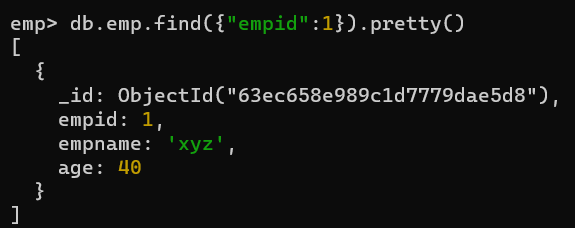 emp> db.emp.find({"empid":1}).pretty()
[
  {
    _id: ObjectId("63ec658e989c1d7779dae5d8"),
    empid: 1,
    empname: 'xyz',
    age: 40
  }
]